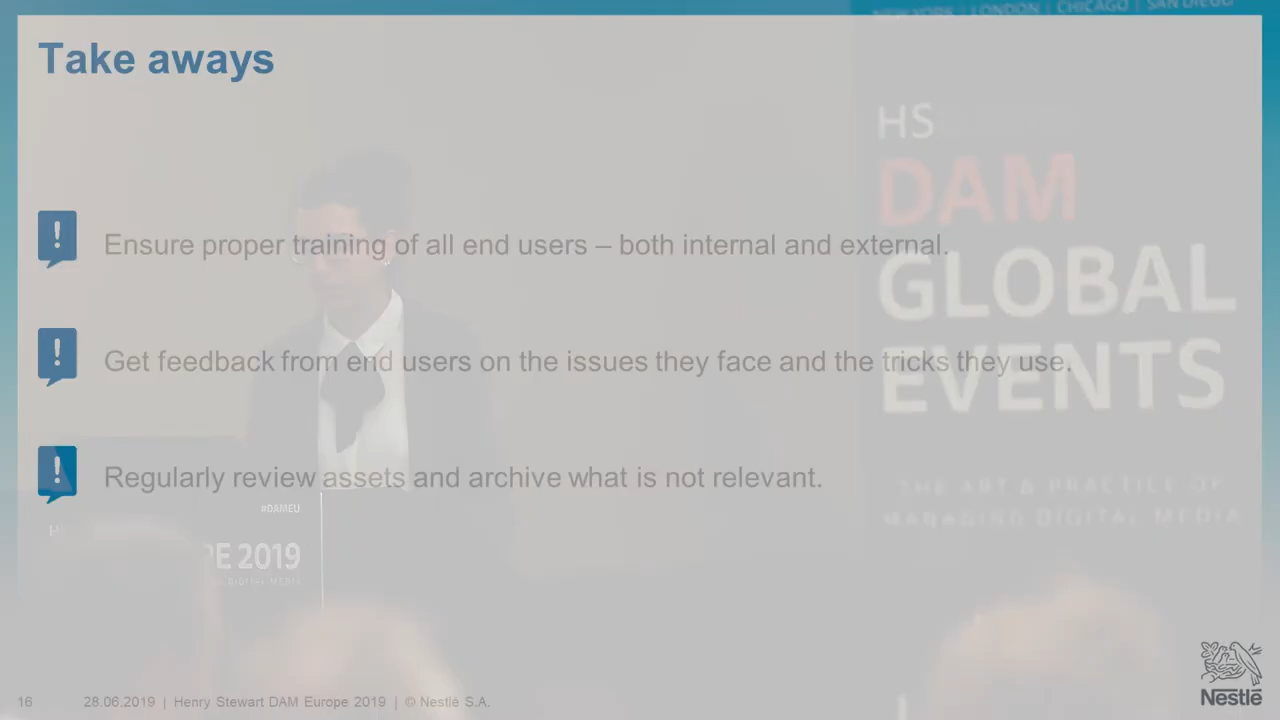 NEW YORK | LONDON | CHICAGO | SAN DIEGO
Take aways
HS
DAM
GLOBAL
EVENTS
THE ART & PRACTICE OF
MANAGING DIGITAL MEDIA
! Ensure proper training of all end users – both internal and external.
! Get feedback from end users on the issues they face and the tricks they use.
! Regularly review assets and archive what is not relevant.
#DAMEU
H
PE 2019
DIGITAL MEDIA
16 28.06.2019 | Henry Stewart DAM Europe 2019 | © Nestlé S.A.
Nestlé